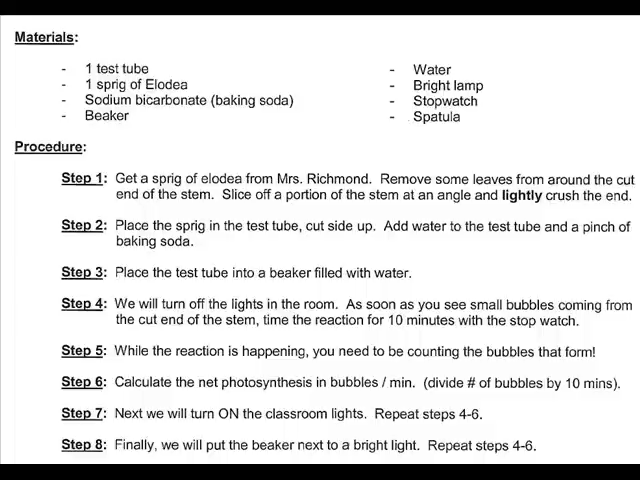 Materials:
- 1 test tube
- 1 sprig of Elodea
- Sodium bicarbonate (baking soda)
- Beaker
- Water
- Bright lamp
- Stopwatch
- Spatula
Procedure:
Step 1: Get a sprig of elodea from Mrs. Richmond. Remove some leaves from around the cut
end of the stem. Slice off a portion of the stem at an angle and lightly crush the end.
Step 2: Place the sprig in the test tube, cut side up. Add water to the test tube and a pinch of
baking soda.
Step 3: Place the test tube into a beaker filled with water.
Step 4: We will turn off the lights in the room. As soon as you see small bubbles coming from
the cut end of the stem, time the reaction for 10 minutes with the stop watch.
Step 5: While the reaction is happening, you need to be counting the bubbles that form!
Step 6: Calculate the net photosynthesis in bubbles / min. (divide # of bubbles by 10 mins).
Step 7: Next we will turn ON the classroom lights. Repeat steps 4-6.
Step 8: Finally, we will put the beaker next to a bright light. Repeat steps 4-6.